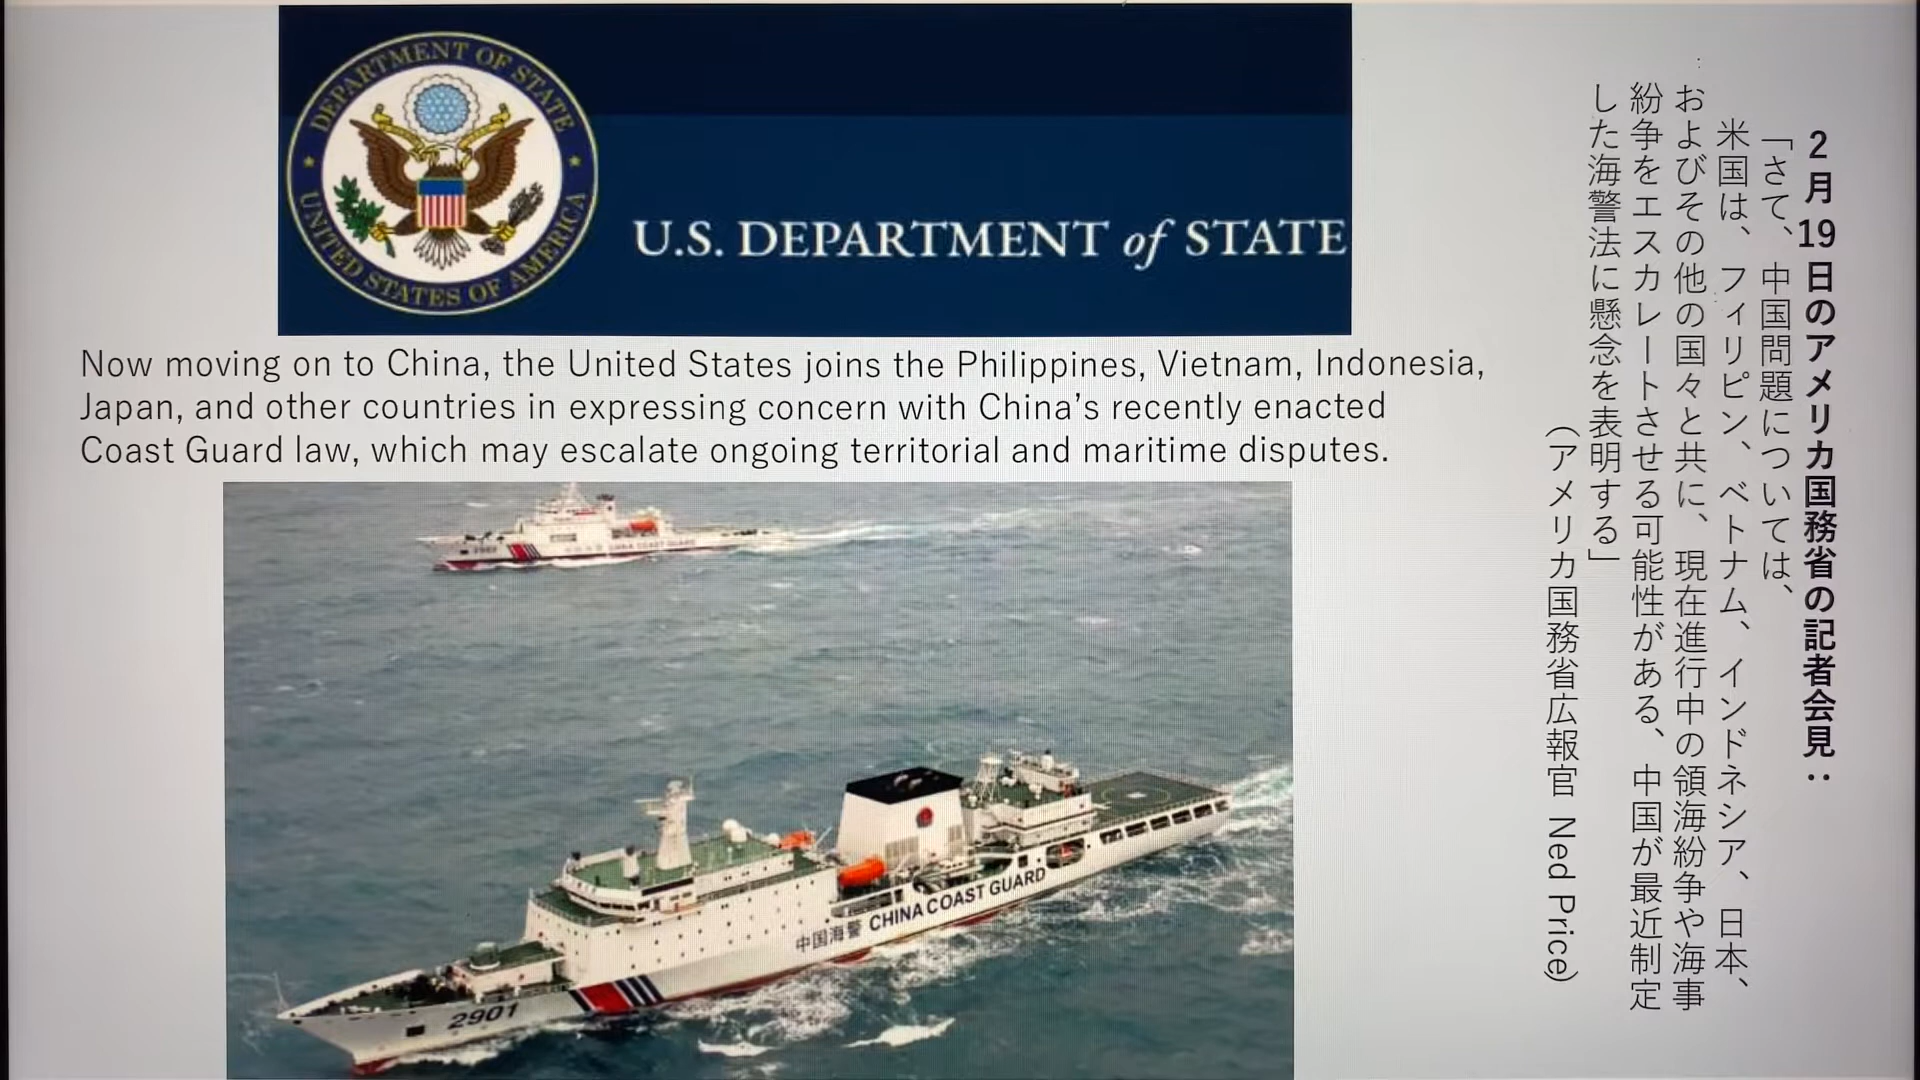 DEPARTMENT OF STATE
UNITED STATES OF AMERICA
U.S. DEPARTMENT of STATE
Now moving on to China, the United States joins the Philippines, Vietnam, Indonesia,
Japan, and other countries in expressing concern with China's recently enacted
Coast Guard law, which may escalate ongoing territorial and maritime disputes.
2月19日のアメリカ国務省の記者会見：
「さて、中国問題については、
米国は、フィリピン、ベトナム、インドネシア、日本、
およびその他の国々と共に、現在進行中の領海紛争や海事
紛争をエスカレートさせる可能性がある、中国が最近制定
した海警法に懸念を表明する」
（アメリカ国務省広報官 Ned Price）
CHINA COAST GUARD
中国海警 CHINA COAST GUARD
2901